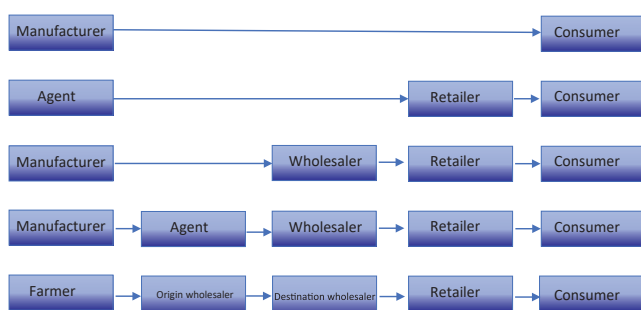 Manufacturer Consumer
Agent Retailer Consumer
Manufacturer Wholesaler Retailer Consumer
Manufacturer Agent Wholesaler Retailer Consumer
Farmer Origin wholesaler Destination wholesaler Retailer Consumer